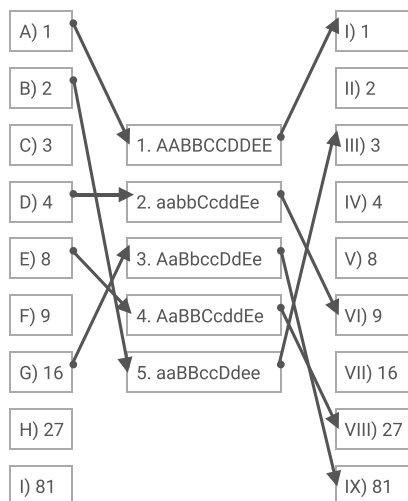 A) 1
B) 2
C) 3
D) 4
E) 8
F) 9
G) 16
H) 27
I) 81
1. AABBCCDDEE
2. aabbCcddEe
3. AaBbccDdEe
4. AaBBCcddEe
5. aaBBccDdee
I) 1
II) 2
III) 3
IV) 4
V) 8
VI) 9
VII) 16
VIII) 27
IX) 81